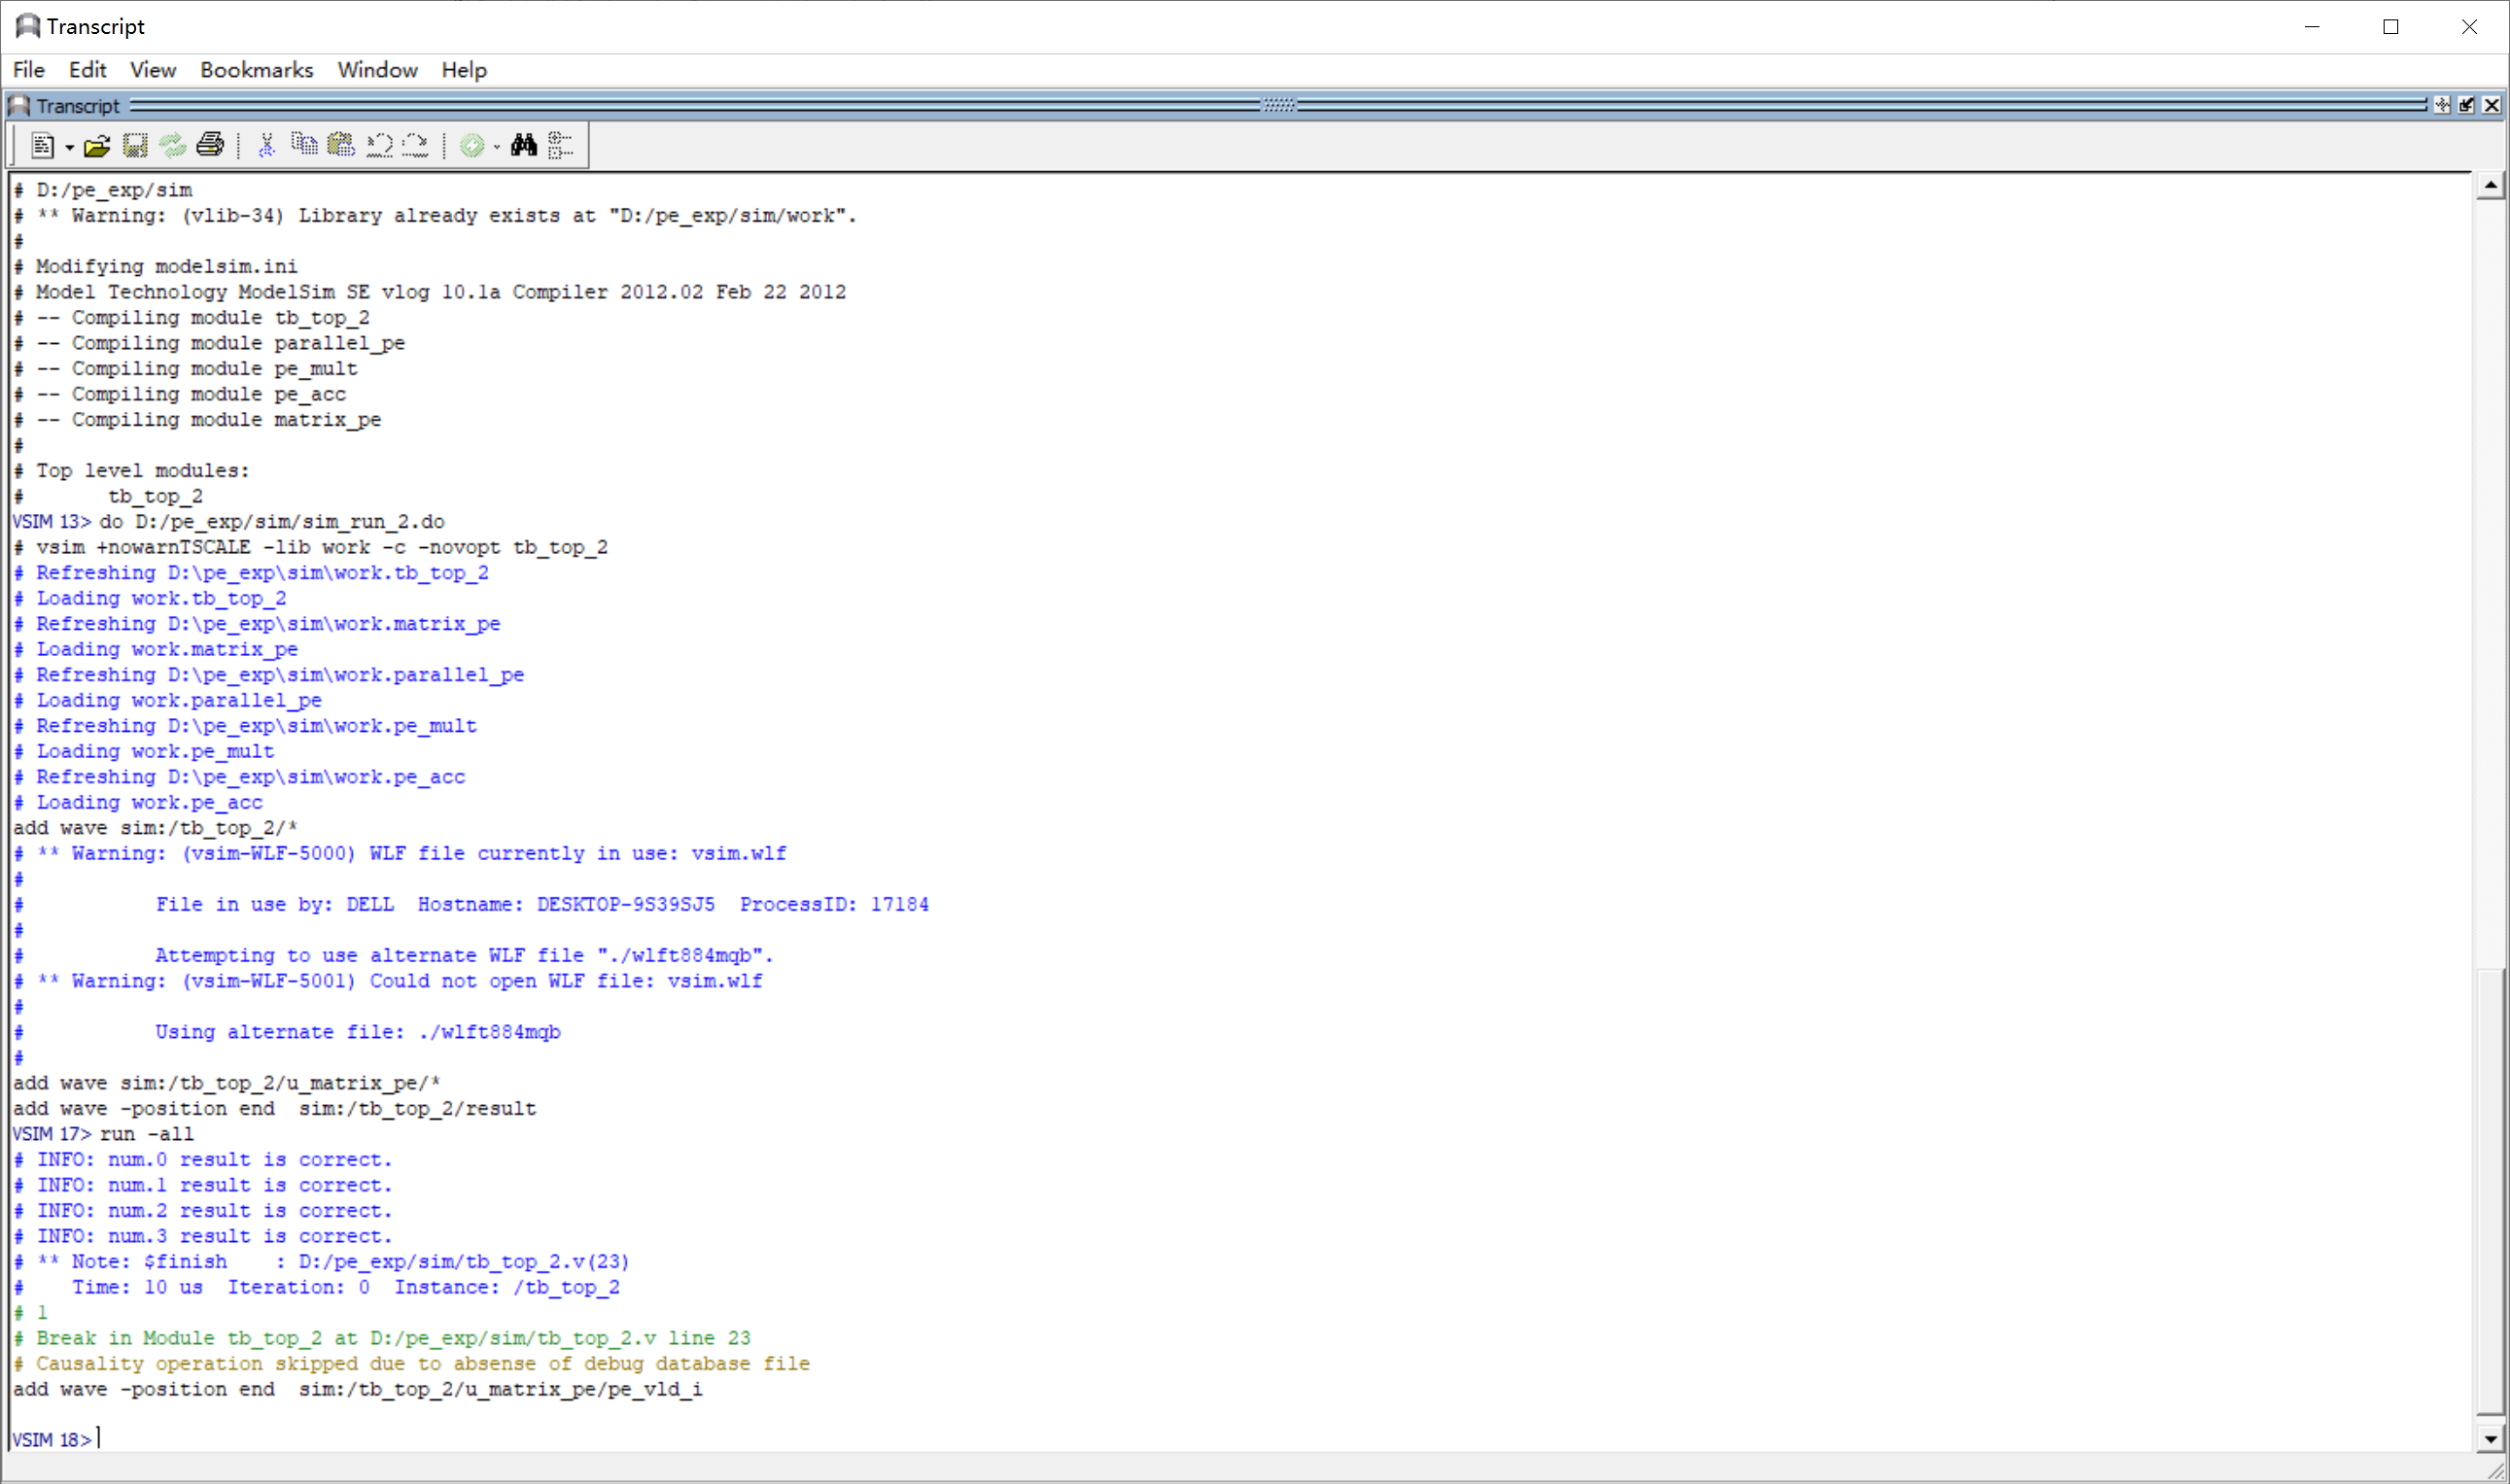 Transcript
File Edit View Bookmarks Window Help
Transcript
# D:/pe_exp/sim
# ** Warning: (vlib-34) Library already exists at "D:/pe_exp/sim/work".
#
# Modifying modelsim.ini
# Model Technology ModelSim SE vlog 10.1a Compiler 2012.02 Feb 22 2012
# -- Compiling module tb_top_2
# -- Compiling module parallel_pe
# -- Compiling module pe_mult
# -- Compiling module pe_acc
# -- Compiling module matrix_pe
#
# Top level modules:
# tb_top_2
VSIM 13> do D:/pe_exp/sim/sim_run_2.do
# vsim +nowarnTSCALE -lib work -c -novopt tb_top_2
# Refreshing D:\pe_exp\sim\work.tb_top_2
# Loading work.tb_top_2
# Refreshing D:\pe_exp\sim\work.matrix_pe
# Loading work.matrix_pe
# Refreshing D:\pe_exp\sim\work.parallel_pe
# Loading work.parallel_pe
# Refreshing D:\pe_exp\sim\work.pe_mult
# Loading work.pe_mult
# Refreshing D:\pe_exp\sim\work.pe_acc
# Loading work.pe_acc
add wave sim:/tb_top_2/*
# ** Warning: (vsim-WLF-5000) WLF file currently in use: vsim.wlf
#
# File in use by: DELL Hostname: DESKTOP-9S39SJ5 ProcessID: 17184
#
# Attempting to use alternate WLF file "./wlft884mqb".
# ** Warning: (vsim-WLF-5001) Could not open WLF file: vsim.wlf
#
# Using alternate file: ./wlft884mqb
#
add wave sim:/tb_top_2/u_matrix_pe/*
add wave -position end sim:/tb_top_2/result
VSIM 17> run -all
# INFO: num.0 result is correct.
# INFO: num.1 result is correct.
# INFO: num.2 result is correct.
# INFO: num.3 result is correct.
# ** Note: $finish : D:/pe_exp/sim/tb_top_2.v(23)
# Time: 10 us Iteration: 0 Instance: /tb_top_2
# 1
# Break in Module tb_top_2 at D:/pe_exp/sim/tb_top_2.v line 23
# Causality operation skipped due to absense of debug database file
add wave -position end sim:/tb_top_2/u_matrix_pe/pe_vld_i
VSIM 18>